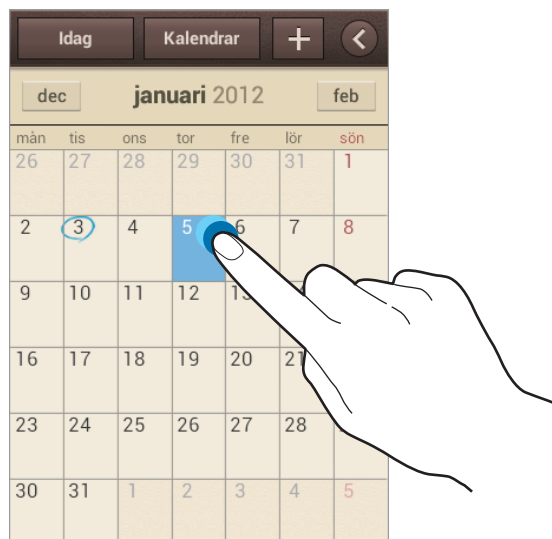 Idag Kalendrar +
dec januari 2012 feb
mån tis ons tor fre lör sön
26 27 28 29 30 31 1
2 3 4 5 6 7 8
9 10 11 12 13
16 17 18 19 20 21
23 24 25 26 27 28
30 31 1 2 3 4 5